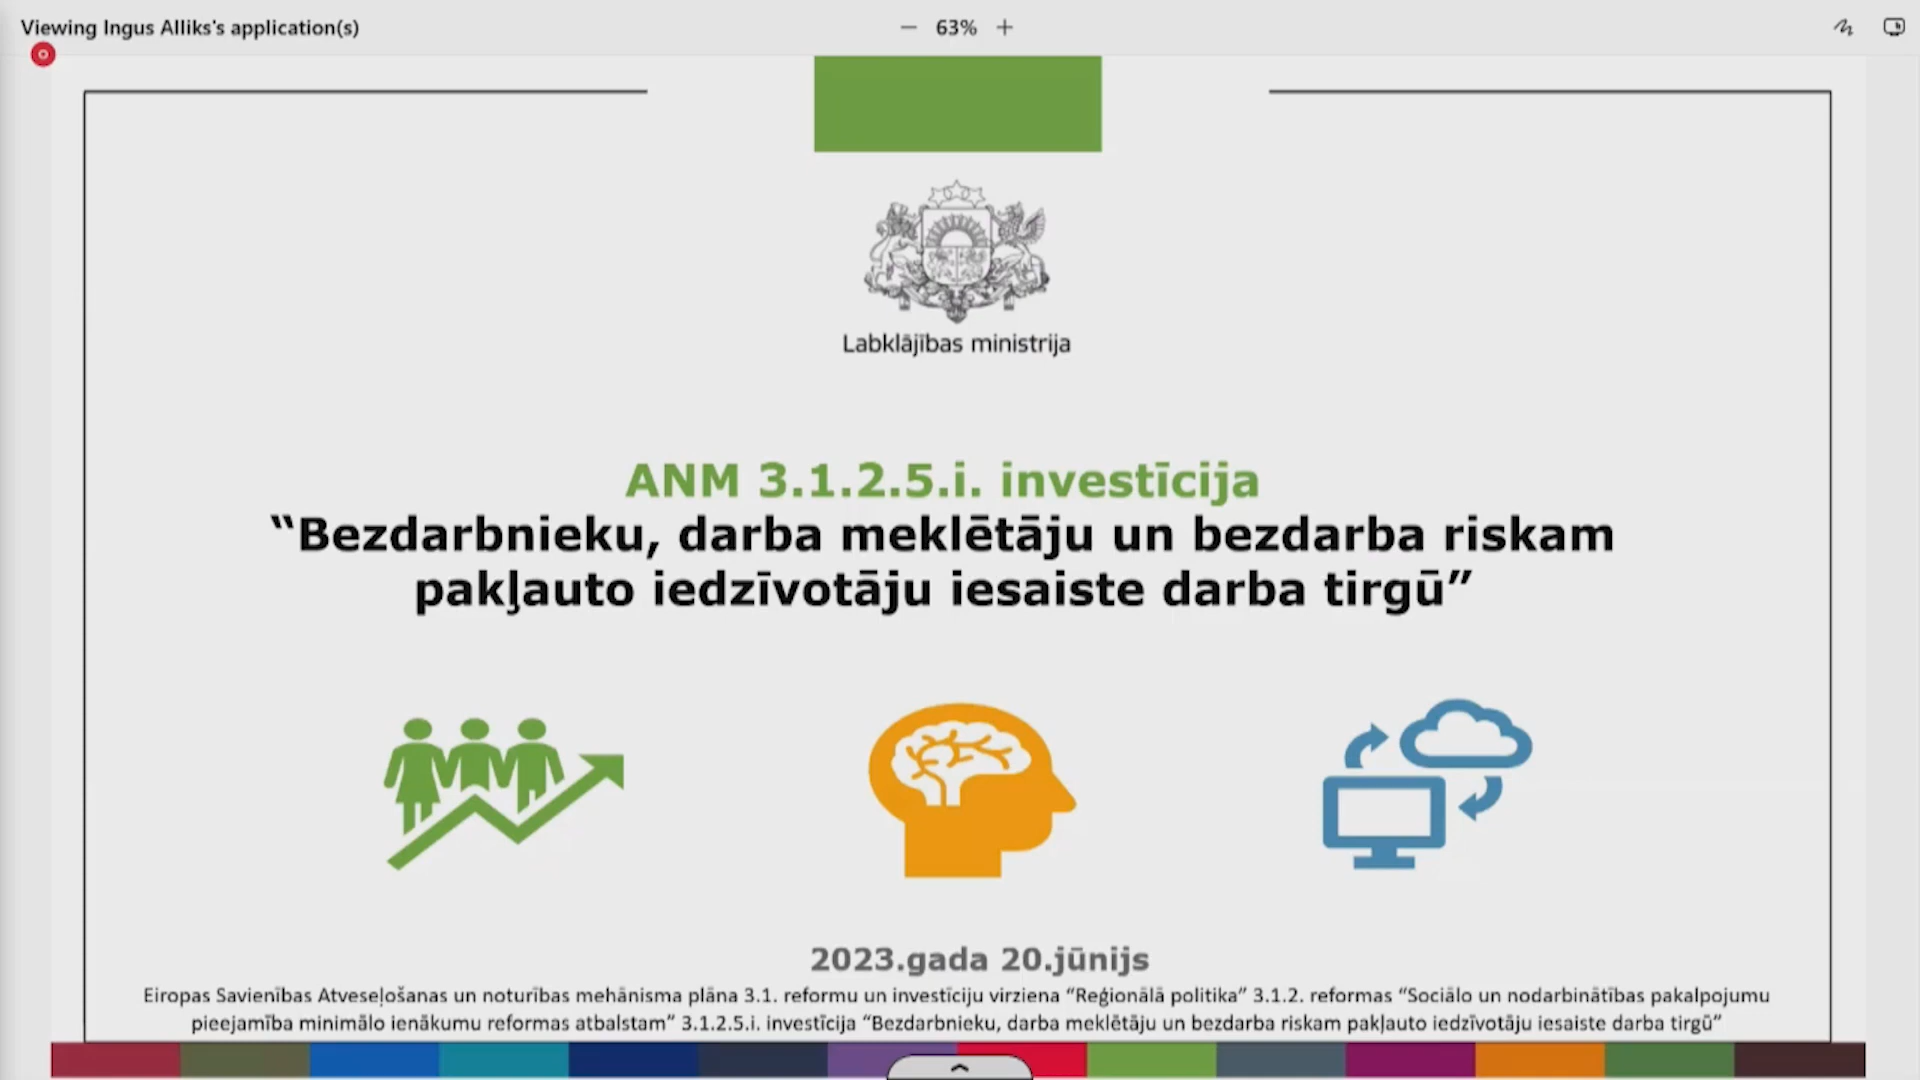 Viewing Ingus Alliks's application(s)
— 63% +
Labklājības ministrija
ANM 3.1.2.5.i. investīcija
“Bezdarbnieku, darba meklētāju un bezdarba riskam
pakļauto iedzīvotāju iesaiste darba tirgū”
2023.gada 20.jūnijs
Eiropas Savienības Atveseļošanas un noturības mehānisma plāna 3.1. reformu un investīciju virziena “Reģionālā politika” 3.1.2. reformas “Sociālo un nodarbinātības pakalpojumu
pieejamība minimālo ienākumu reformas atbalstam” 3.1.2.5.i. investīcija “Bezdarbnieku, darba meklētāju un bezdarba riskam pakļauto iedzīvotāju iesaiste darba tirgū”